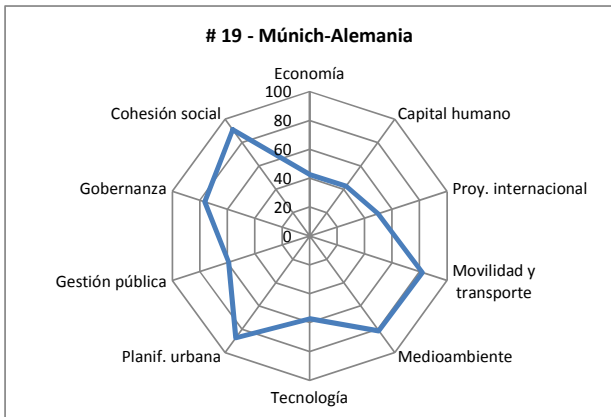 # 19 - Múnich-Alemania
Economía
100
80
60
40
20
0
Capital humano
Proy. internacional
Movilidad y
transporte
Medioambiente
Tecnología
Planif. urbana
Gestión pública
Gobernanza
Cohesión social